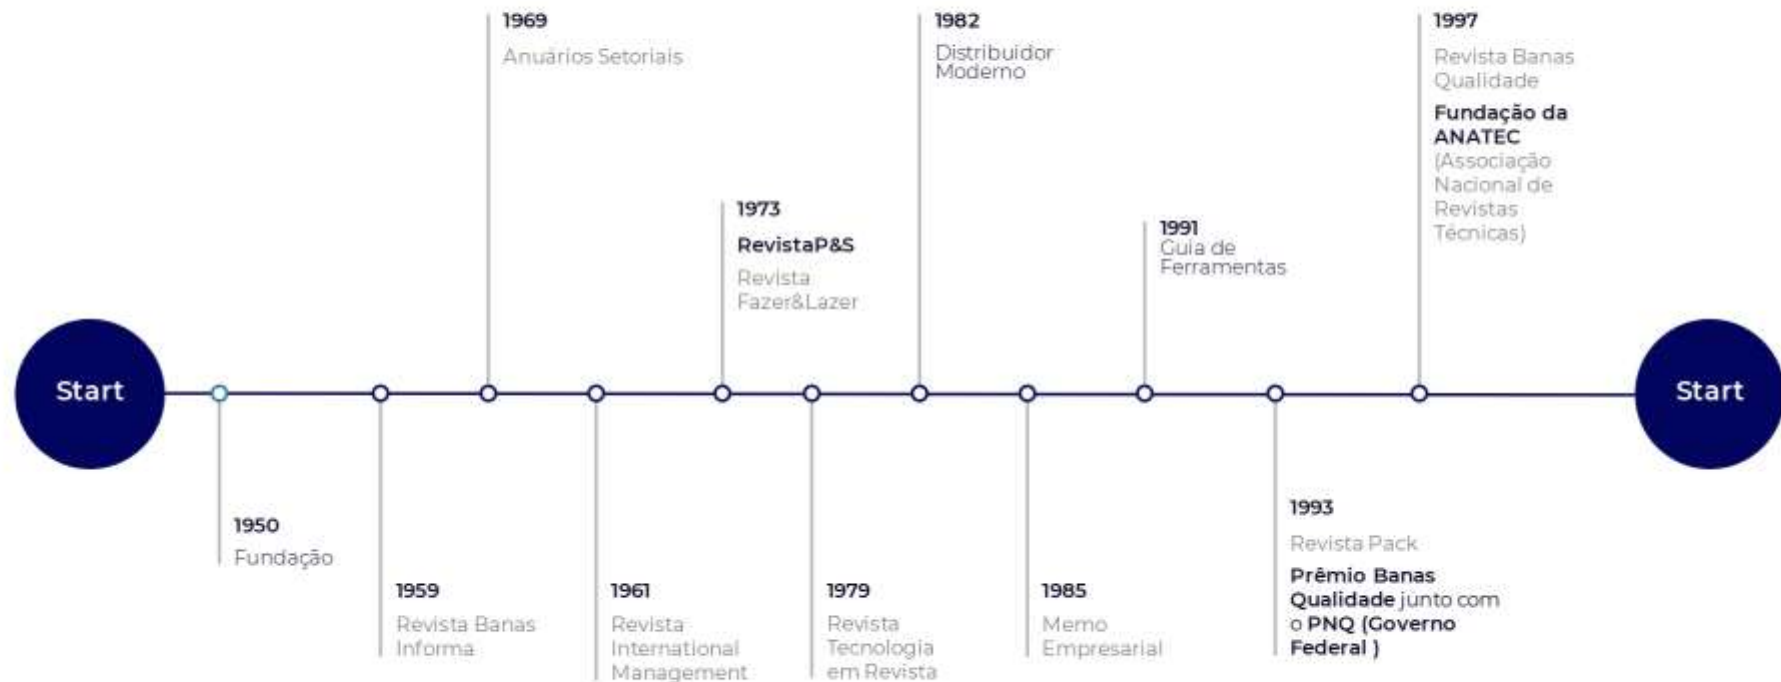 Start
1950
Fundação
1959
Revista Banas
Informa
1969
Anuários Setoriais
1961
Revista
International
Management
1973
RevistaP&S
Revista
Fazer&Lazer
1979
Revista
Tecnologia
em Revista
1982
Distribuidor
Moderno
1985
Memo
Empresarial
1991
Guia de
Ferramentas
1993
Revista Pack
Prêmio Banas
Qualidade junto com
o PNQ (Governo
Federal )
1997
Revista Banas
Qualidade
Fundação da
ANATEC
(Associação
Nacional de
Revistas
Técnicas)
Start